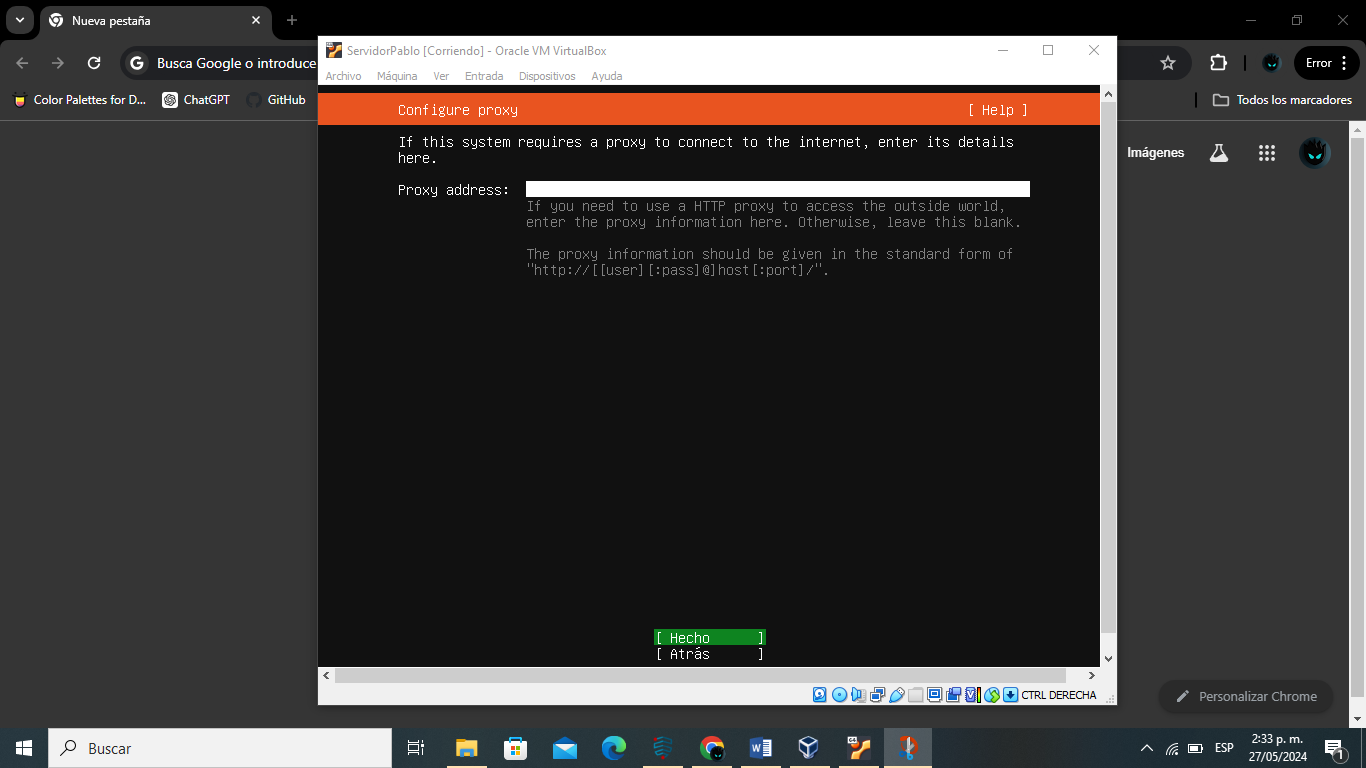 Nueva pestaña
Busca Google o introduce
Error
Color Palettes for D...
ChatGPT
GitHub
Todos los marcadores
Imágenes
ServidorPablo [Corriendo] - Oracle VM VirtualBox
Archivo Máquina Ver Entrada Dispositivos Ayuda
Configure proxy [ Help ]
If this system requires a proxy to connect to the internet, enter its details
here.
Proxy address:
If you need to use a HTTP proxy to access the outside world,
enter the proxy information here. Otherwise, leave this blank.
The proxy information should be given in the standard form of
"http://[[user][:pass]@]host[:port]/".
[ Hecho ]
[ Atrás ]
CTRL DERECHA
Personalizar Chrome
Buscar
ESP
2:33 p. m.
27/05/2024
1